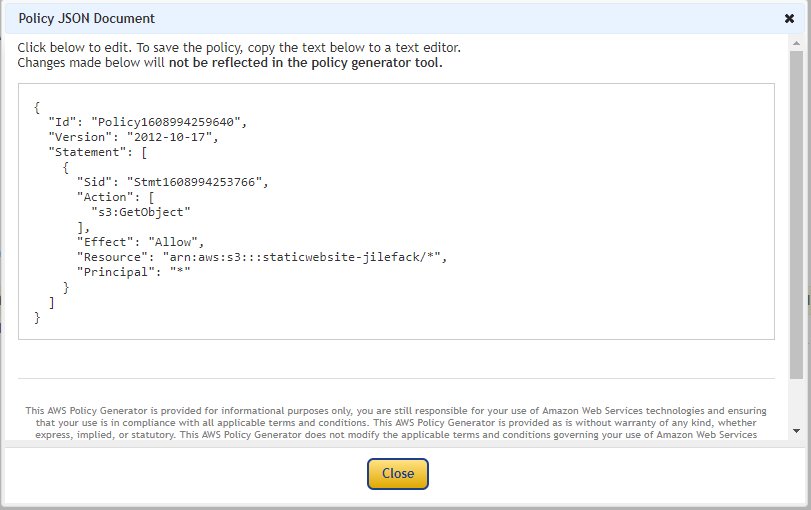 Policy JSON Document
Click below to edit. To save the policy, copy the text below to a text editor.
Changes made below will not be reflected in the policy generator tool.
{
  "Id": "Policy1608994259640",
  "Version": "2012-10-17",
  "Statement": [
    {
      "Sid": "Stmt1608994253766",
      "Action": [
        "s3:GetObject"
      ],
      "Effect": "Allow",
      "Resource": "arn:aws:s3:::staticwebsite-jilefack/*",
      "Principal": "*"
    }
  ]
}
This AWS Policy Generator is provided for informational purposes only, you are still responsible for your use of Amazon Web Services technologies and ensuring
that your use is in compliance with all applicable terms and conditions. This AWS Policy Generator is provided as is without warranty of any kind, whether
express, implied, or statutory. This AWS Policy Generator does not modify the applicable terms and conditions governing your use of Amazon Web Services
Close